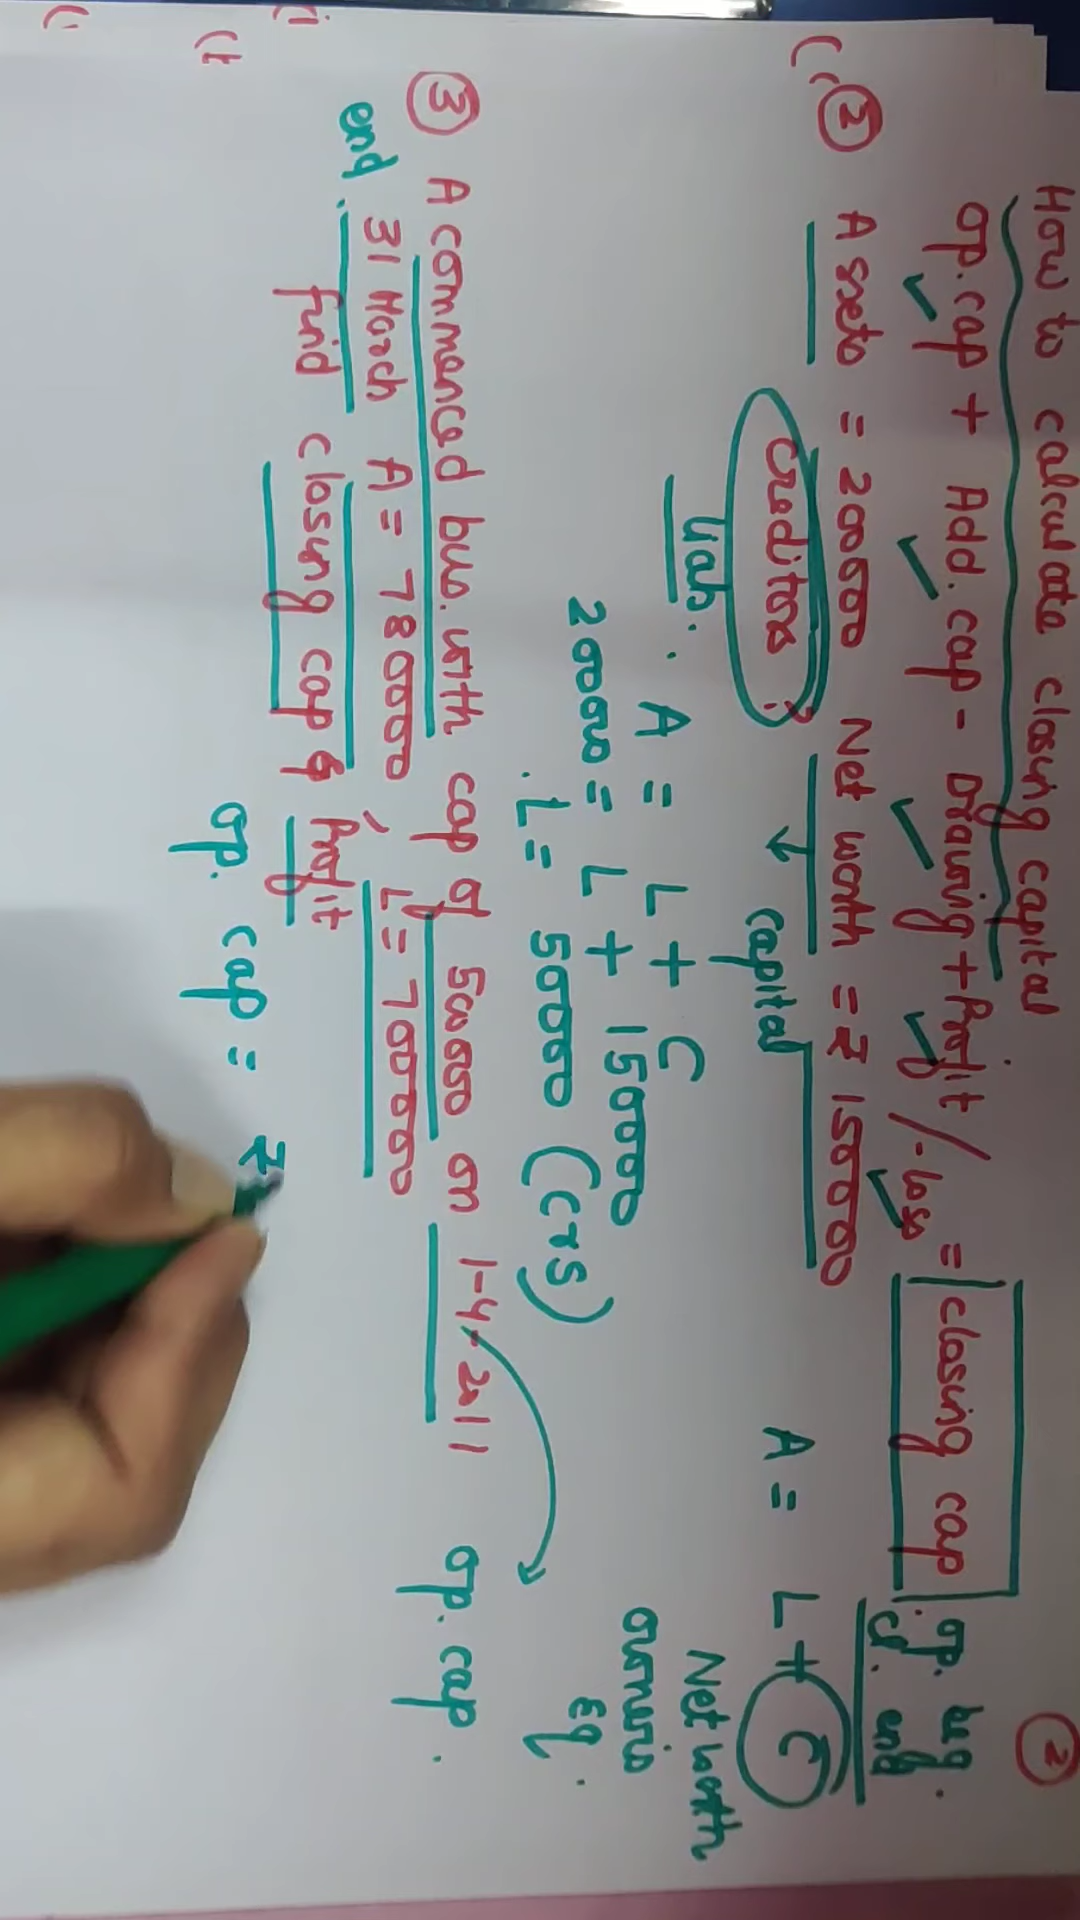 ②
How to calculate closing capital
op. cap + Add. cap - Drawing + Profit / - loss = closing cap
op. beg.
cl. end
② Assets = 200000 Net worth = ₹ 150000
creditors ? → capital
A = L + C
Liab.
Net worth
owners
Eq.
A = L + C
200000 = L + 150000
L = 50000 (crs)
③ A commenced bus. with cap of 500000 on 1-4-2011 op. cap.
end 31 March A = 780000, L = 700000
find closing cap & Profit
op. cap = ₹